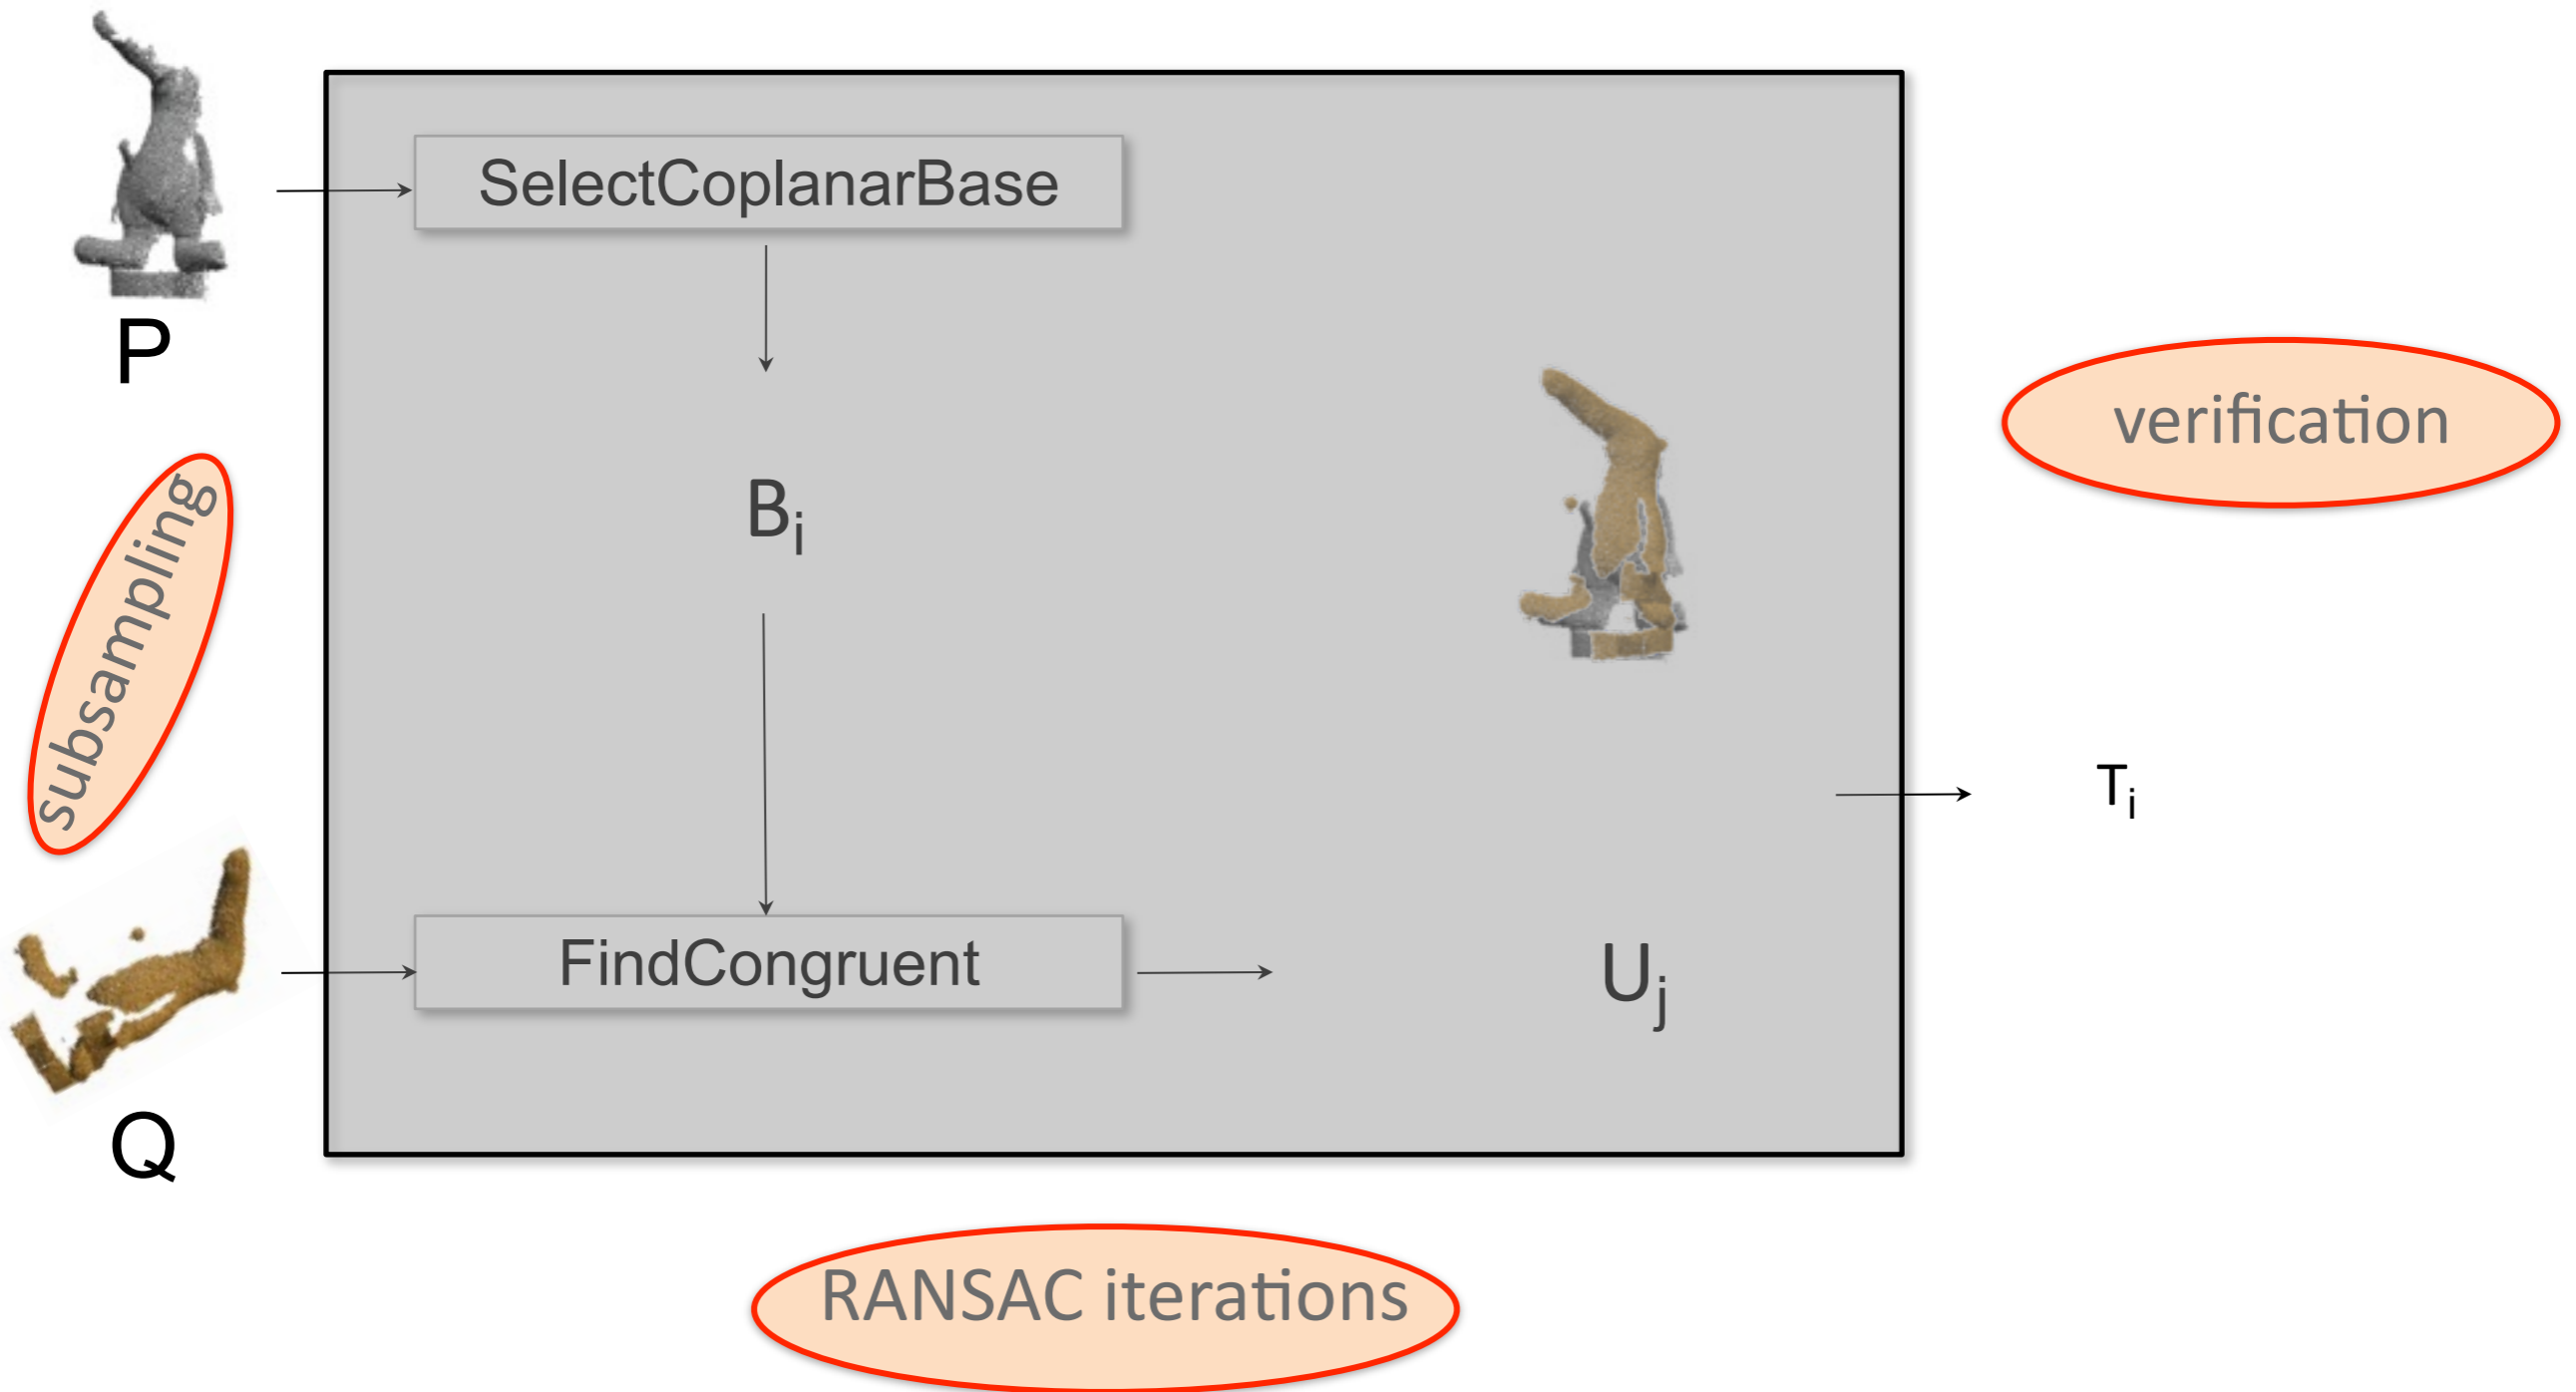 SelectCoplanarBase
P
verification
subsampling
Bi
Ti
FindCongruent
Uj
Q
RANSAC iterations